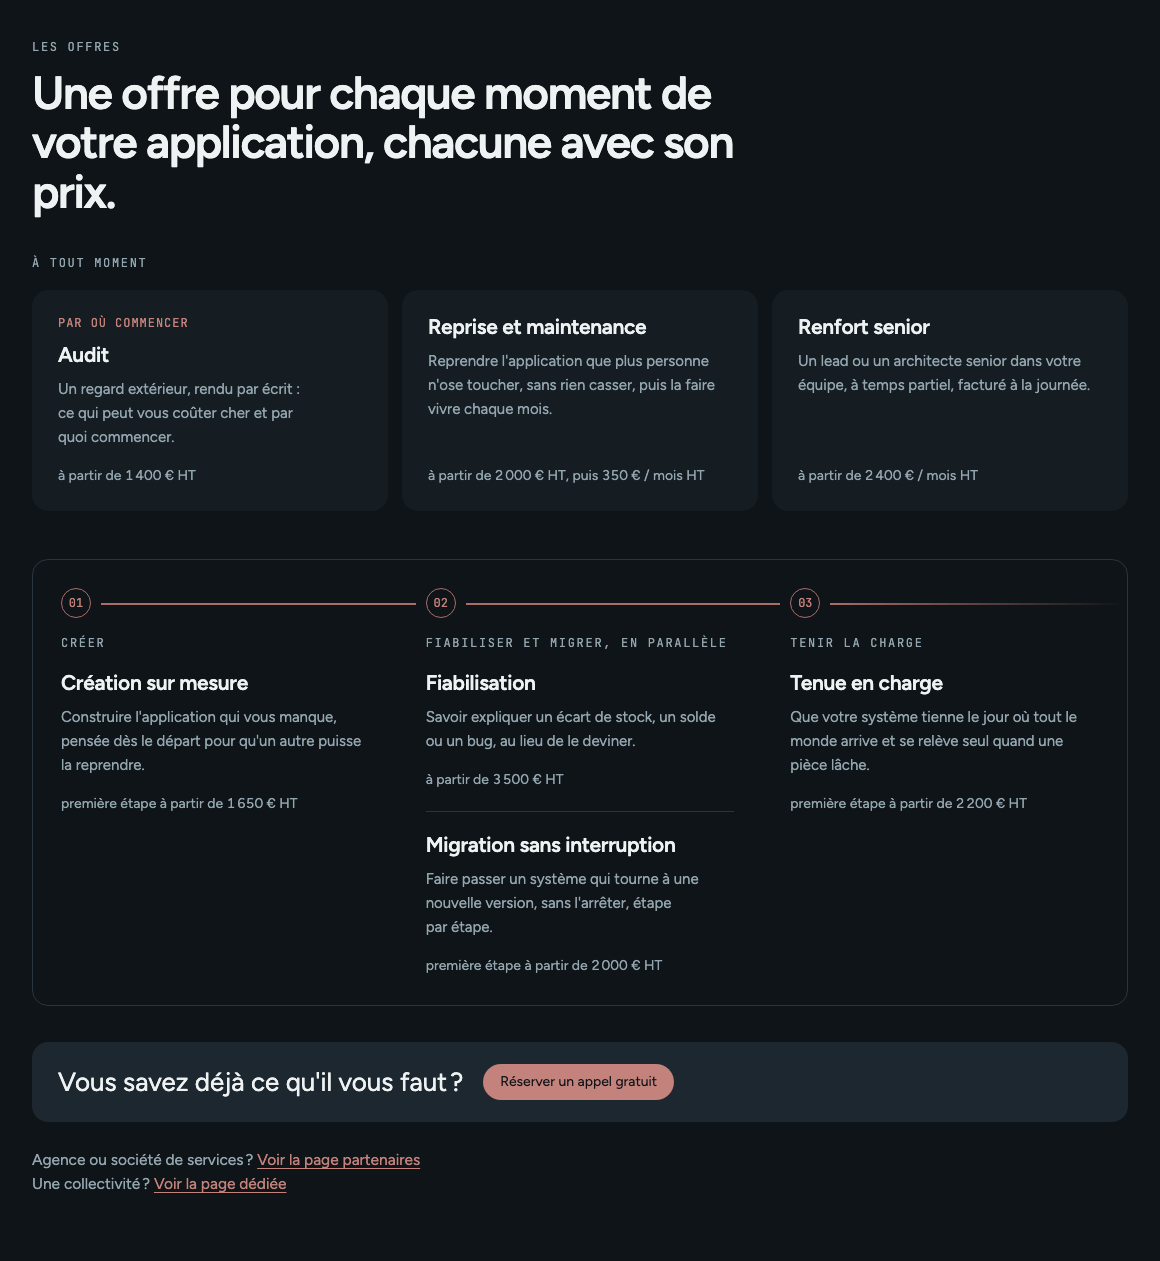 LES OFFRES
Une offre pour chaque moment de
votre application, chacune avec son
prix.
À TOUT MOMENT
PAR OÙ COMMENCER
Audit
Un regard extérieur, rendu par écrit :
ce qui peut vous coûter cher et par
quoi commencer.
à partir de 1 400 € HT
Reprise et maintenance
Reprendre l'application que plus personne
n'ose toucher, sans rien casser, puis la faire
vivre chaque mois.
à partir de 2 000 € HT, puis 350 € / mois HT
Renfort senior
Un lead ou un architecte senior dans votre
équipe, à temps partiel, facturé à la journée.
à partir de 2 400 € / mois HT
01
CRÉER
Création sur mesure
Construire l'application qui vous manque,
pensée dès le départ pour qu'un autre puisse
la reprendre.
première étape à partir de 1 650 € HT
02
FIABILISER ET MIGRER, EN PARALLÈLE
Fiabilisation
Savoir expliquer un écart de stock, un solde
ou un bug, au lieu de le deviner.
à partir de 3 500 € HT
Migration sans interruption
Faire passer un système qui tourne à une
nouvelle version, sans l'arrêter, étape
par étape.
première étape à partir de 2 000 € HT
03
TENIR LA CHARGE
Tenue en charge
Que votre système tienne le jour où tout le
monde arrive et se relève seul quand une
pièce lâche.
première étape à partir de 2 200 € HT
Vous savez déjà ce qu'il vous faut ?
Réserver un appel gratuit
Agence ou société de services ? Voir la page partenaires
Une collectivité ? Voir la page dédiée